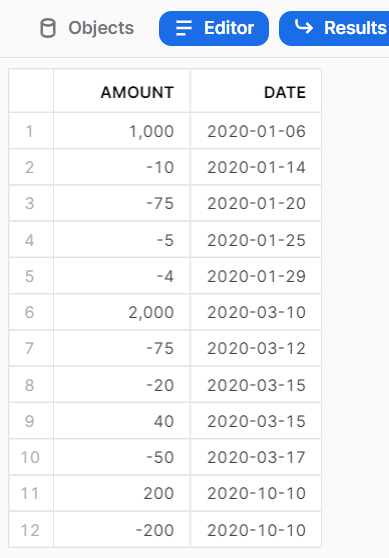 Objects Editor Results
AMOUNT DATE
1 1,000 2020-01-06
2 -10 2020-01-14
3 -75 2020-01-20
4 -5 2020-01-25
5 -4 2020-01-29
6 2,000 2020-03-10
7 -75 2020-03-12
8 -20 2020-03-15
9 40 2020-03-15
10 -50 2020-03-17
11 200 2020-10-10
12 -200 2020-10-10